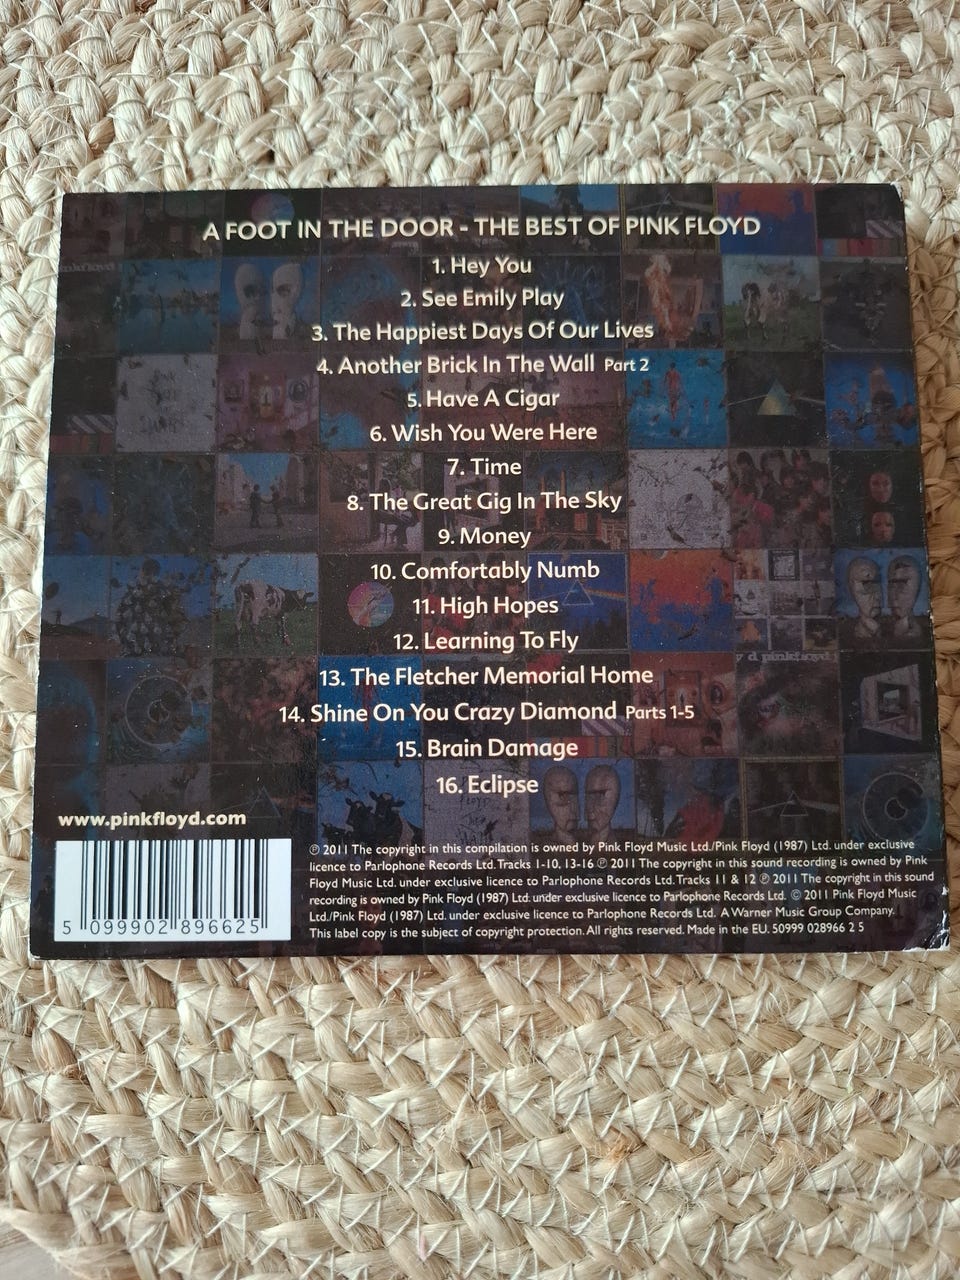 A FOOT IN THE DOOR - THE BEST OF PINK FLOYD
1. Hey You
2. See Emily Play
3. The Happiest Days Of Our Lives
4. Another Brick In The Wall Part 2
5. Have A Cigar
6. Wish You Were Here
7. Time
8. The Great Gig In The Sky
9. Money
10. Comfortably Numb
11. High Hopes
12. Learning To Fly
13. The Fletcher Memorial Home
14. Shine On You Crazy Diamond Parts 1-5
15. Brain Damage
16. Eclipse
www.pinkfloyd.com
5 099902 896625
℗ 2011 The copyright in this compilation is owned by Pink Floyd Music Ltd./Pink Floyd (1987) Ltd. under exclusive
licence to Parlophone Records Ltd. Tracks 1-10, 13-16 ℗ 2011 The copyright in this sound recording is owned by Pink
Floyd Music Ltd. under exclusive licence to Parlophone Records Ltd. Tracks 11 & 12 ℗ 2011 The copyright in this sound
recording is owned by Pink Floyd (1987) Ltd. under exclusive licence to Parlophone Records Ltd. © 2011 Pink Floyd Music
Ltd./Pink Floyd (1987) Ltd. under exclusive licence to Parlophone Records Ltd. A Warner Music Group Company.
This label copy is the subject of copyright protection. All rights reserved. Made in the EU. 50999 028966 2 5